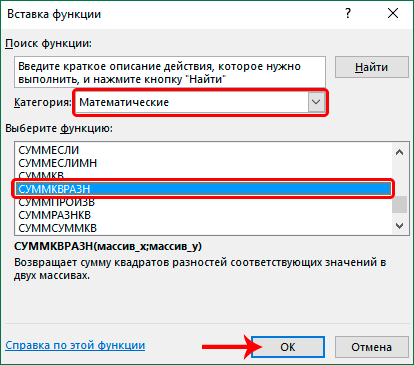 Вставка функции
Поиск функции:
Введите краткое описание действия, которое нужно
выполнить, и нажмите кнопку "Найти"
Найти
Категория: Математические
Выберите функцию:
СУММЕСЛИ
СУММЕСЛИМН
СУММКВ
СУММКВРАЗН
СУММПРОИЗВ
СУММРАЗНКВ
СУММСУММКВ
СУММКВРАЗН(массив_x;массив_y)
Возвращает сумму квадратов разностей соответствующих значений в
двух массивах.
Справка по этой функции
ОК
Отмена